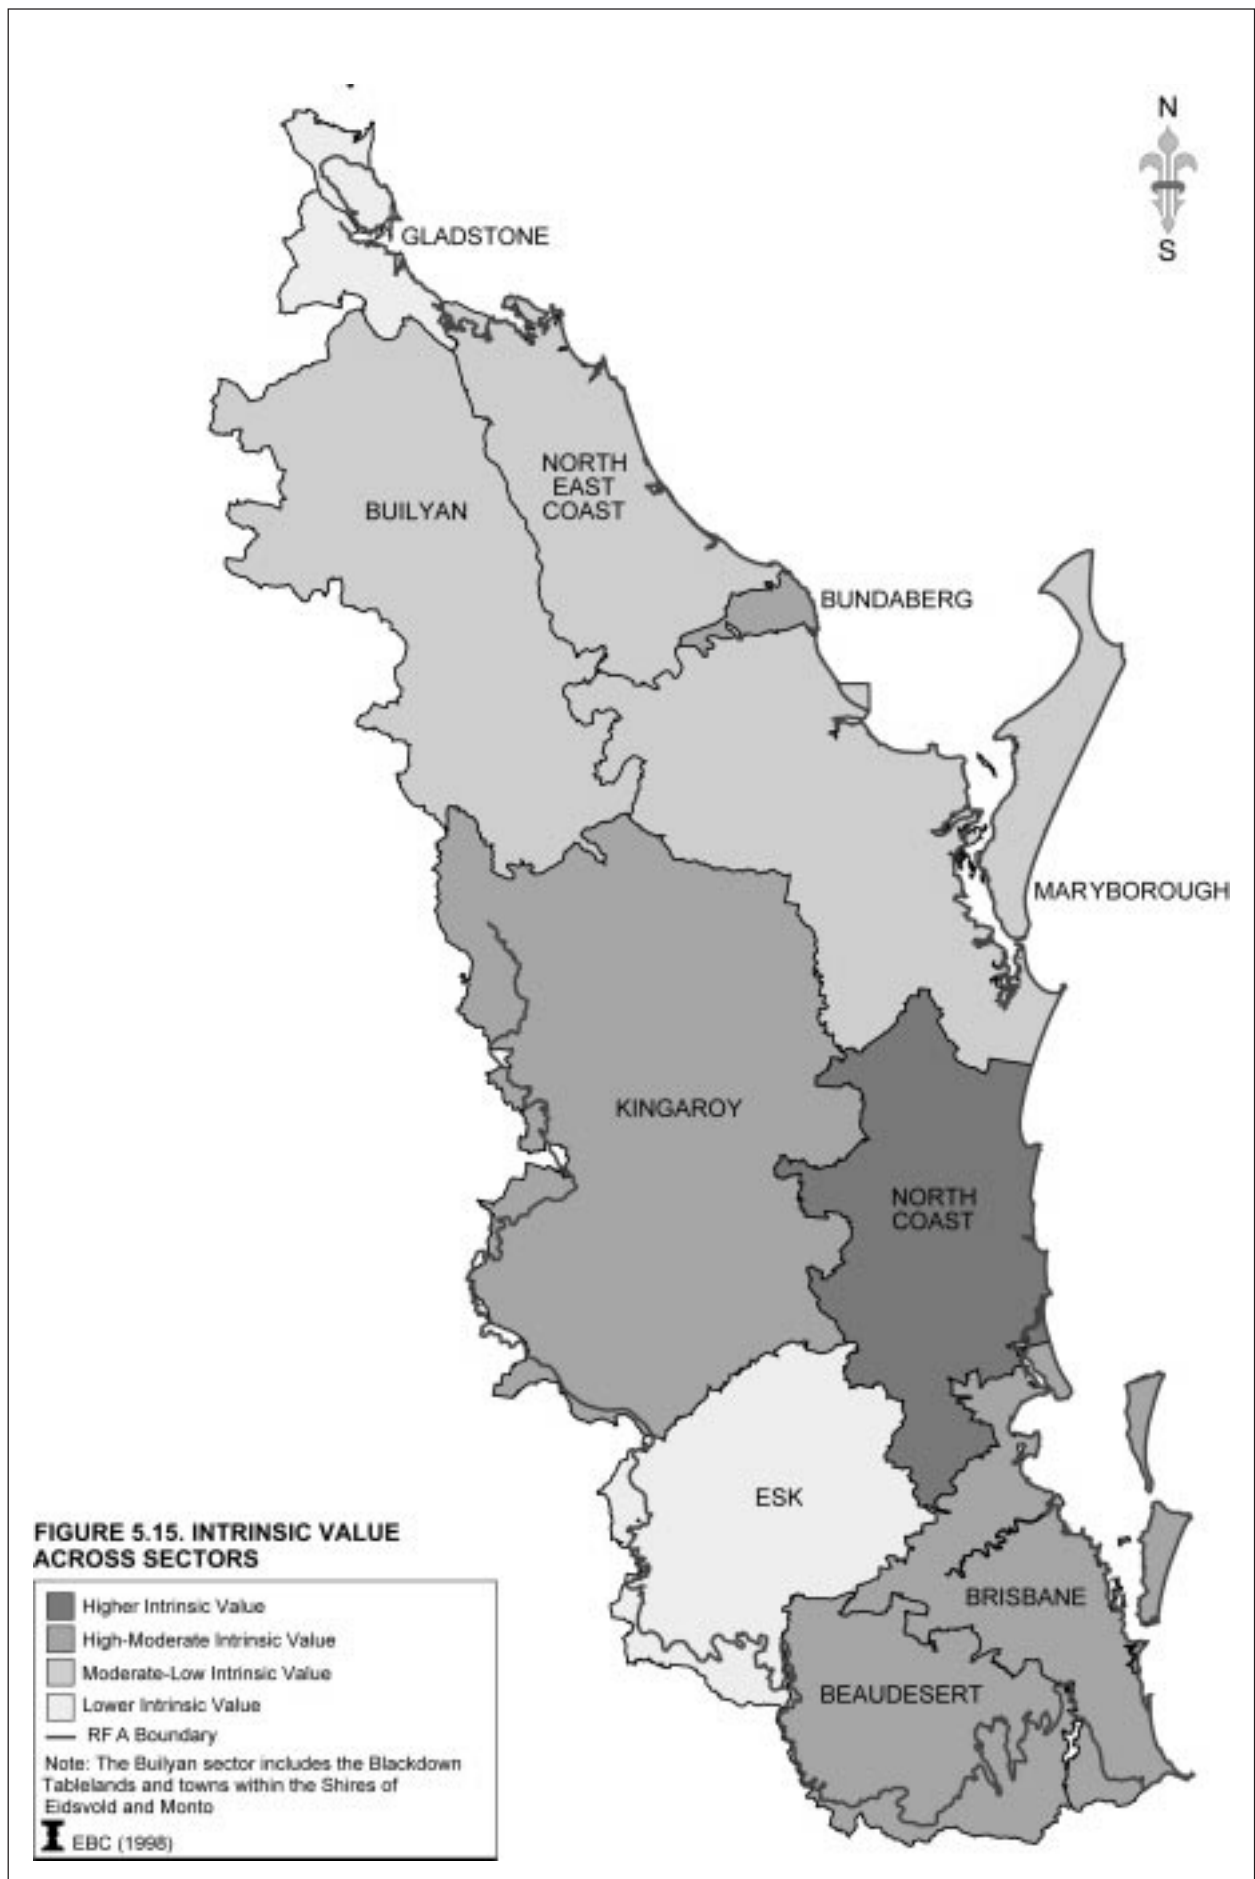 N
S
GLADSTONE
NORTH
EAST
COAST
BUILYAN
BUNDABERG
MARYBOROUGH
KINGAROY
NORTH
COAST
ESK
BRISBANE
BEAUDESERT
FIGURE 5.15. INTRINSIC VALUE
ACROSS SECTORS
Higher Intrinsic Value
High-Moderate Intrinsic Value
Moderate-Low Intrinsic Value
Lower Intrinsic Value
RFA Boundary
Note: The Builyan sector includes the Blackdown
Tablelands and towns within the Shires of
Eidsvold and Monto
EBC (1998)